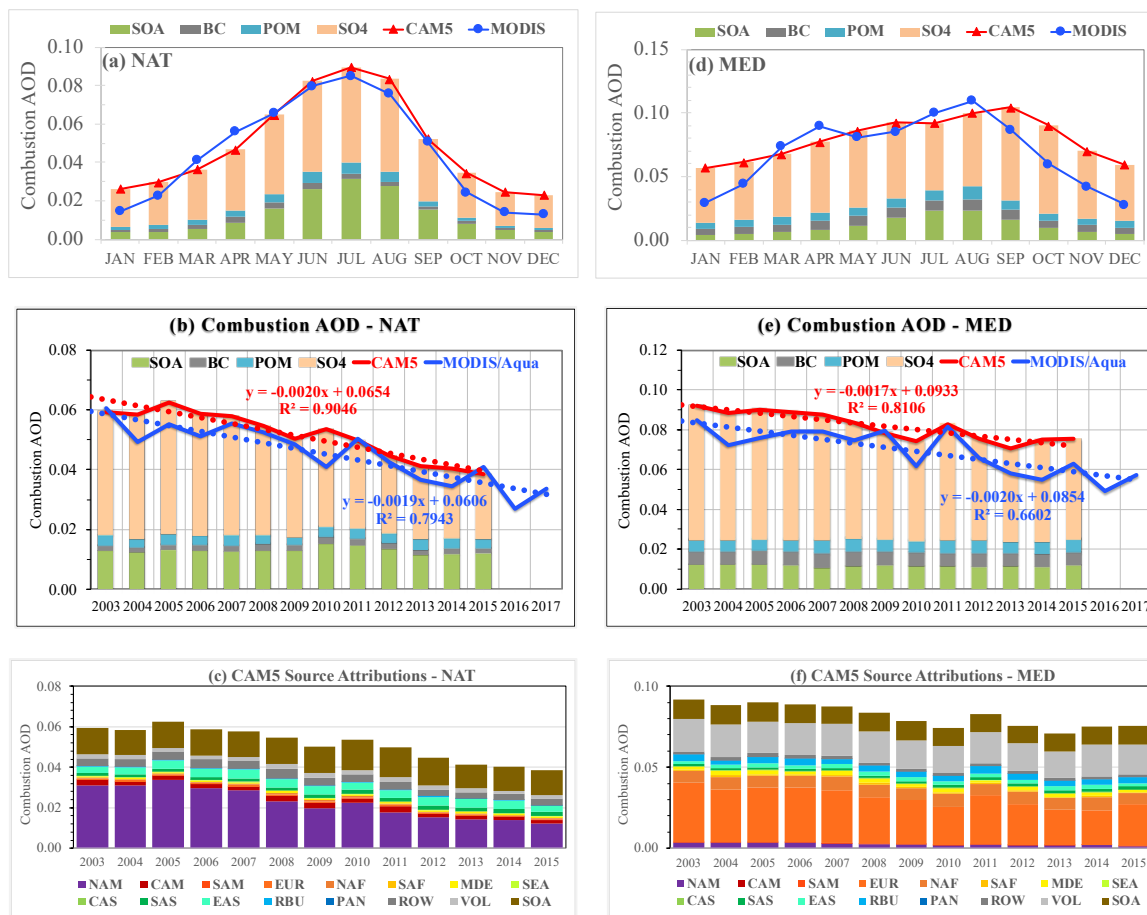 SOA BC POM SO4 CAM5 MODIS
(a) NAT
Combustion AOD
0.10
0.08
0.06
0.04
0.02
0.00
JAN FEB MAR APR MAY JUN JUL AUG SEP OCT NOV DEC
SOA BC POM SO4 CAM5 MODIS
(d) MED
Combustion AOD
0.15
0.10
0.05
0.00
JAN FEB MAR APR MAY JUN JUL AUG SEP OCT NOV DEC
(b) Combustion AOD - NAT
SOA BC POM SO4 CAM5 MODIS/Aqua
y = -0.0020x + 0.0654
R² = 0.9046
y = -0.0019x + 0.0606
R² = 0.7943
Combustion AOD
0.08
0.06
0.04
0.02
0.00
2003 2004 2005 2006 2007 2008 2009 2010 2011 2012 2013 2014 2015 2016 2017
(e) Combustion AOD - MED
SOA BC POM SO4 CAM5 MODIS/Aqua
y = -0.0017x + 0.0933
R² = 0.8106
y = -0.0020x + 0.0854
R² = 0.6602
Combustion AOD
0.12
0.10
0.08
0.06
0.04
0.02
0.00
2003 2004 2005 2006 2007 2008 2009 2010 2011 2012 2013 2014 2015 2016 2017
(c) CAM5 Source Attributions - NAT
Combustion AOD
0.08
0.06
0.04
0.02
0.00
2003 2004 2005 2006 2007 2008 2009 2010 2011 2012 2013 2014 2015
NAM CAM SAM EUR NAF SAF MDE SEA
CAS SAS EAS RBU PAN ROW VOL SOA
(f) CAM5 Source Attributions - MED
Combustion AOD
0.10
0.05
0.00
2003 2004 2005 2006 2007 2008 2009 2010 2011 2012 2013 2014 2015
NAM CAM SAM EUR NAF SAF MDE SEA
CAS SAS EAS RBU PAN ROW VOL SOA